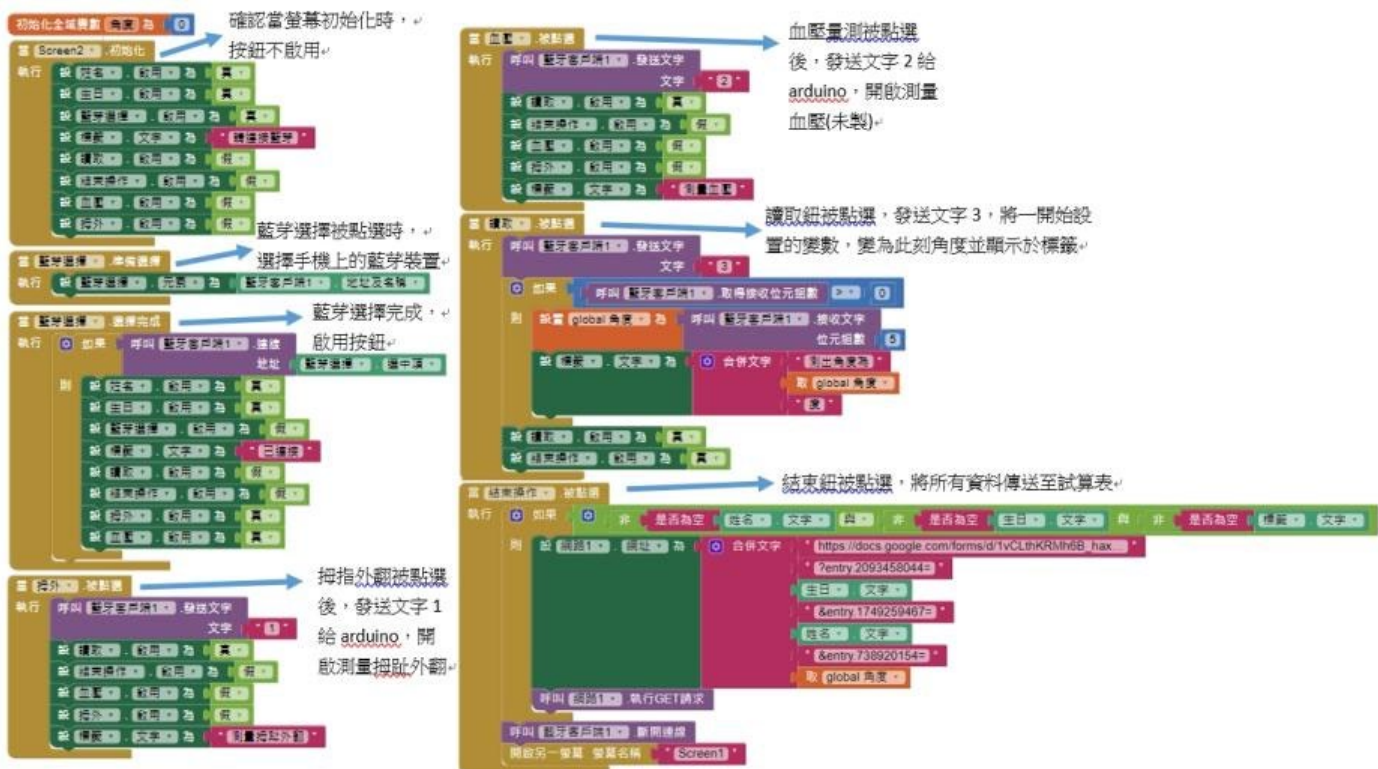 初始化全域變數 角度 為 0
當 Screen2 .初始化
執行 設 姓名 . 啟用 為 真
設 生日 . 啟用 為 真
設 藍芽選擇 . 啟用 為 真
設 標籤 . 文字 為 " 請連接藍芽 "
設 讀取 . 啟用 為 假
設 結束操作 . 啟用 為 假
設 血壓 . 啟用 為 假
設 拇外 . 啟用 為 假
確認當螢幕初始化時，
按鈕不啟用
當 藍芽選擇 .準備選擇
執行 設 藍芽選擇 . 元素 為 藍牙客戶端1 . 地址及名稱
藍芽選擇被點選時，
選擇手機上的藍芽裝置
當 藍芽選擇 .選擇完成
執行 如果 呼叫 藍牙客戶端1 .連線
地址 藍芽選擇 . 選中項
則 設 姓名 . 啟用 為 真
設 生日 . 啟用 為 真
設 藍芽選擇 . 啟用 為 假
設 標籤 . 文字 為 " 已連接 "
設 讀取 . 啟用 為 假
設 結束操作 . 啟用 為 假
設 拇外 . 啟用 為 真
設 血壓 . 啟用 為 真
藍芽選擇完成，
啟用按鈕
當 拇外 .被點選
執行 呼叫 藍牙客戶端1 .發送文字
文字 " 1 "
設 讀取 . 啟用 為 真
設 結束操作 . 啟用 為 假
設 血壓 . 啟用 為 假
設 拇外 . 啟用 為 假
設 標籤 . 文字 為 " 測量拇趾外翻 "
拇指外翻被點選
後，發送文字 1
給 arduino，開
啟測量拇趾外翻
當 血壓 .被點選
執行 呼叫 藍牙客戶端1 .發送文字
文字 " 2 "
設 讀取 . 啟用 為 真
設 結束操作 . 啟用 為 假
設 血壓 . 啟用 為 假
設 拇外 . 啟用 為 假
設 標籤 . 文字 為 " 測量血壓 "
血壓量測被點選
後，發送文字 2 給
arduino，開啟測量
血壓(未製)
當 讀取 .被點選
執行 呼叫 藍牙客戶端1 .發送文字
文字 " 3 "
如果 呼叫 藍牙客戶端1 .取得接收位元組數 > 0
則 設置 global 角度 為 呼叫 藍牙客戶端1 .接收文字
位元組數 5
設 標籤 . 文字 為 合併文字 " 測出角度為 "
取 global 角度
" 度 "
設 讀取 . 啟用 為 真
設 結束操作 . 啟用 為 真
讀取鈕被點選，發送文字 3，將一開始設
置的變數，變為此刻角度並顯示於標籤
當 結束操作 .被點選
執行 如果 非 是否為空 姓名 . 文字 與 非 是否為空 生日 . 文字 與 非 是否為空 標籤 . 文字
則 設 網路1 . 網址 為 合併文字 " https://docs.google.com/forms/d/1vCLthKRMh6B_hax... "
" ?entry.2093458044= "
生日 . 文字
" &entry.1749259467= "
姓名 . 文字
" &entry.738920154= "
取 global 角度
呼叫 網路1 .執行GET請求
呼叫 藍牙客戶端1 .斷開連線
開啟另一螢幕 螢幕名稱 " Screen1 "
結束鈕被點選，將所有資料傳送至試算表